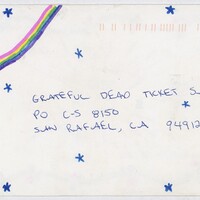 GRATEFUL DEAD TICKET S
PO C-S 8150
SAN RAFAEL, CA 94912